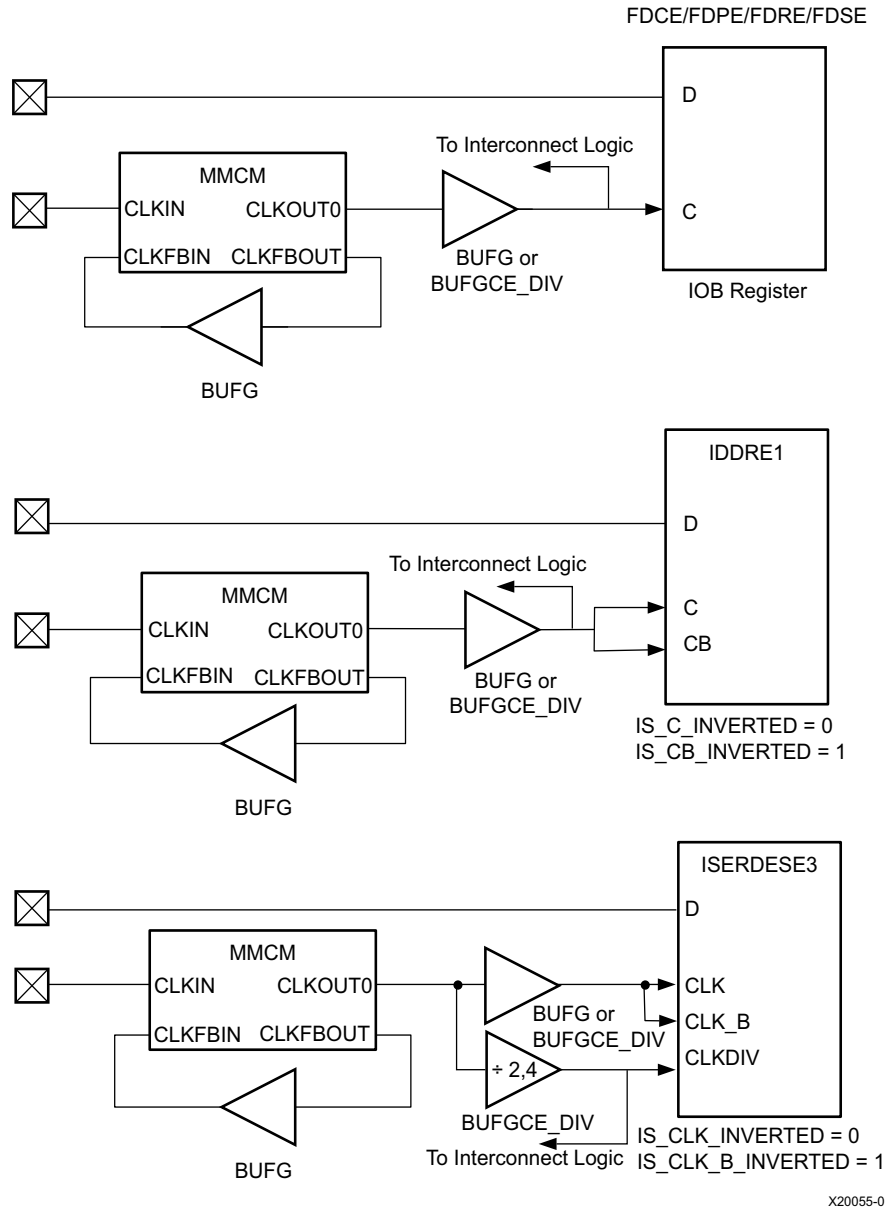 FDCE/FDPE/FDRE/FDSE
D
To Interconnect Logic
MMCM
CLKIN CLKOUT0
C
CLKFBIN CLKFBOUT
BUFG or
BUFGCE_DIV
IOB Register
BUFG
IDDRE1
D
To Interconnect Logic
MMCM
C
CLKIN CLKOUT0
CB
CLKFBIN CLKFBOUT
BUFG or
BUFGCE_DIV
IS_C_INVERTED = 0
IS_CB_INVERTED = 1
BUFG
ISERDESE3
D
MMCM
CLKIN CLKOUT0
CLK
BUFG or
BUFGCE_DIV
CLK_B
CLKFBIN CLKFBOUT
CLKDIV
÷ 2,4
BUFGCE_DIV
To Interconnect Logic
IS_CLK_INVERTED = 0
IS_CLK_B_INVERTED = 1
BUFG
X20055-0